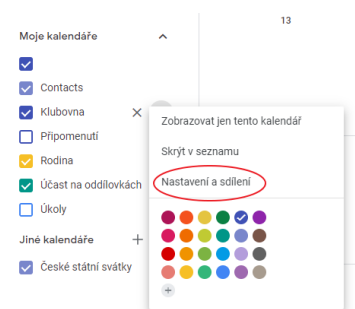 13
Moje kalendáře
Contacts
Klubovna
Připomenutí
Rodina
Účast na oddílovkách
Úkoly
Jiné kalendáře
České státní svátky
Zobrazovat jen tento kalendář
Skrýt v seznamu
Nastavení a sdílení